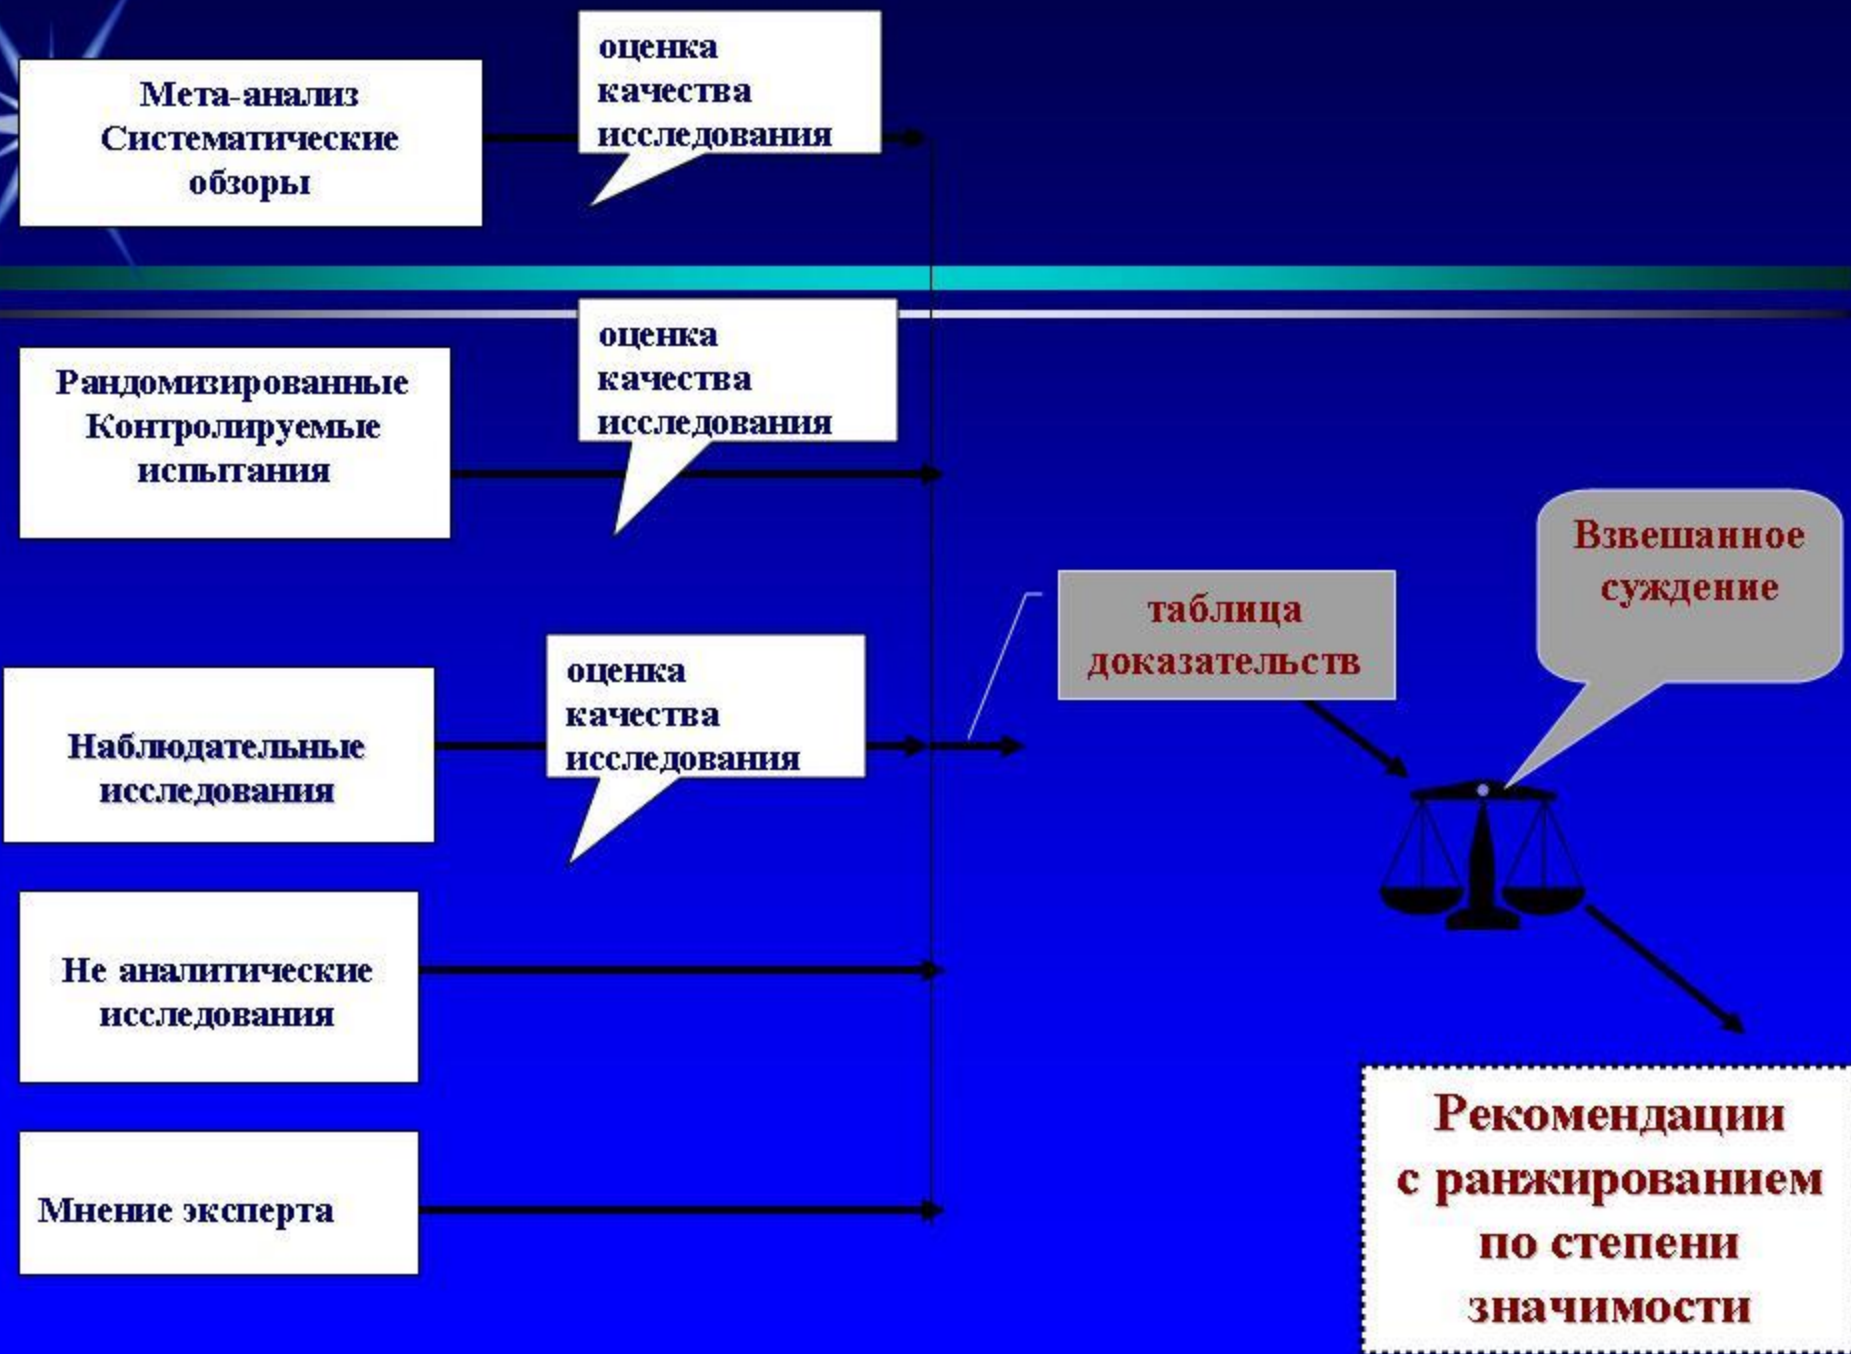 Мета-анализ
Систематические
обзоры
оценка
качества
исследования
Рандомизированные
Контролируемые
испытания
оценка
качества
исследования
Наблюдательные
исследования
оценка
качества
исследования
таблица
доказательств
Взвешанное
суждение
Не аналитические
исследования
Мнение эксперта
Рекомендации
с ранжированием
по степени
значимости